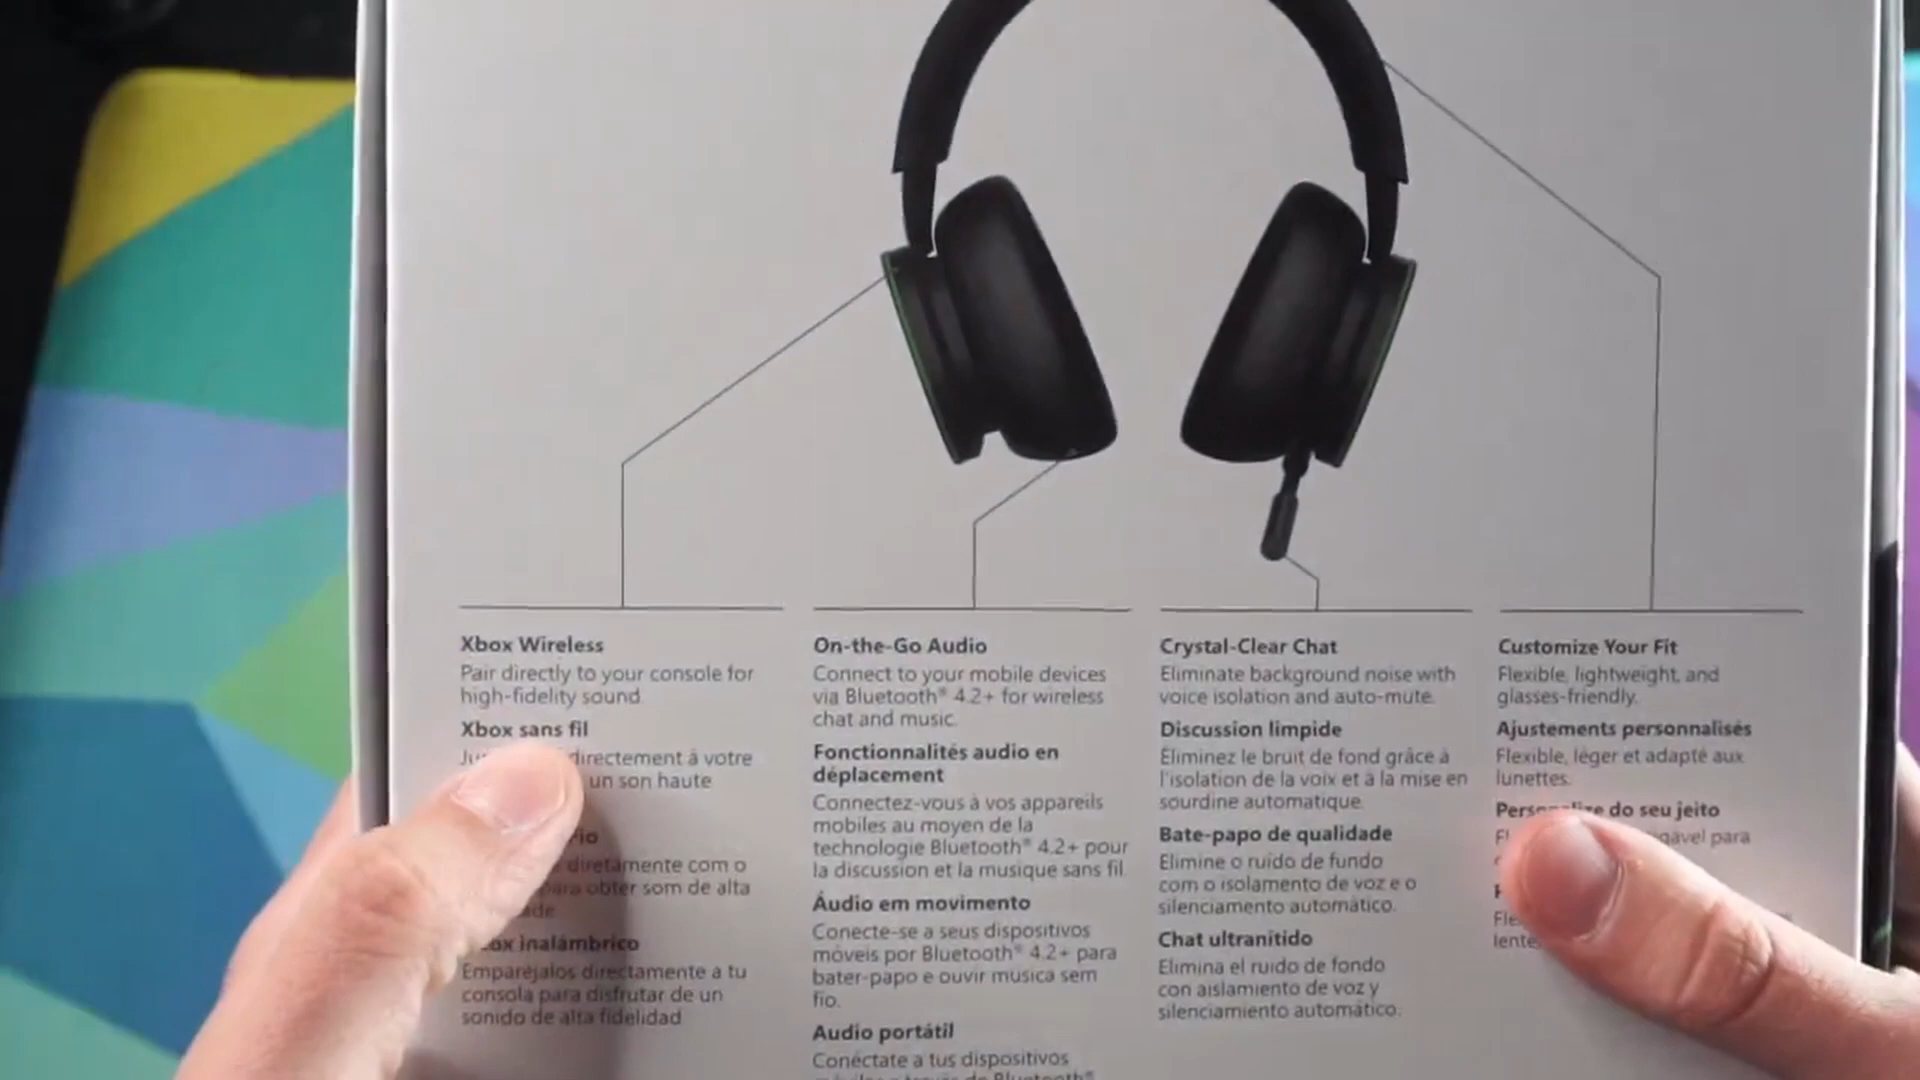 Xbox Wireless
Pair directly to your console for
high-fidelity sound.
Xbox sans fil
directement à votre
un son haute
diretamente com o
para obter som de alta
inalámbrico
Emparéjalos directamente a tu
consola para disfrutar de un
sonido de alta fidelidad
On-the-Go Audio
Connect to your mobile devices
via Bluetooth® 4.2+ for wireless
chat and music.
Fonctionnalités audio en
déplacement
Connectez-vous à vos appareils
mobiles au moyen de la
technologie Bluetooth® 4.2+ pour
la discussion et la musique sans fil.
Áudio em movimento
Conecte-se a seus dispositivos
móveis por Bluetooth® 4.2+ para
bater-papo e ouvir música sem
fio.
Audio portátil
Conéctate a tus dispositivos
Bluetooth®
Crystal-Clear Chat
Eliminate background noise with
voice isolation and auto-mute.
Discussion limpide
Éliminez le bruit de fond grâce à
l'isolation de la voix et à la mise en
sourdine automatique.
Bate-papo de qualidade
Elimine o ruído de fundo
com o isolamento de voz e o
silenciamento automático.
Chat ultranítido
Elimina el ruido de fondo
con aislamiento de voz y
silenciamiento automático.
Customize Your Fit
Flexible, lightweight, and
glasses-friendly.
Ajustements personnalisés
Flexible, léger et adapté aux
lunettes.
Personalize do seu jeito
para